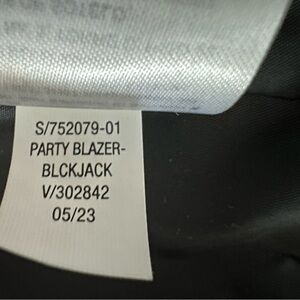 S/752079-01
PARTY BLAZER-
BLCKJACK
V/302842
05/23